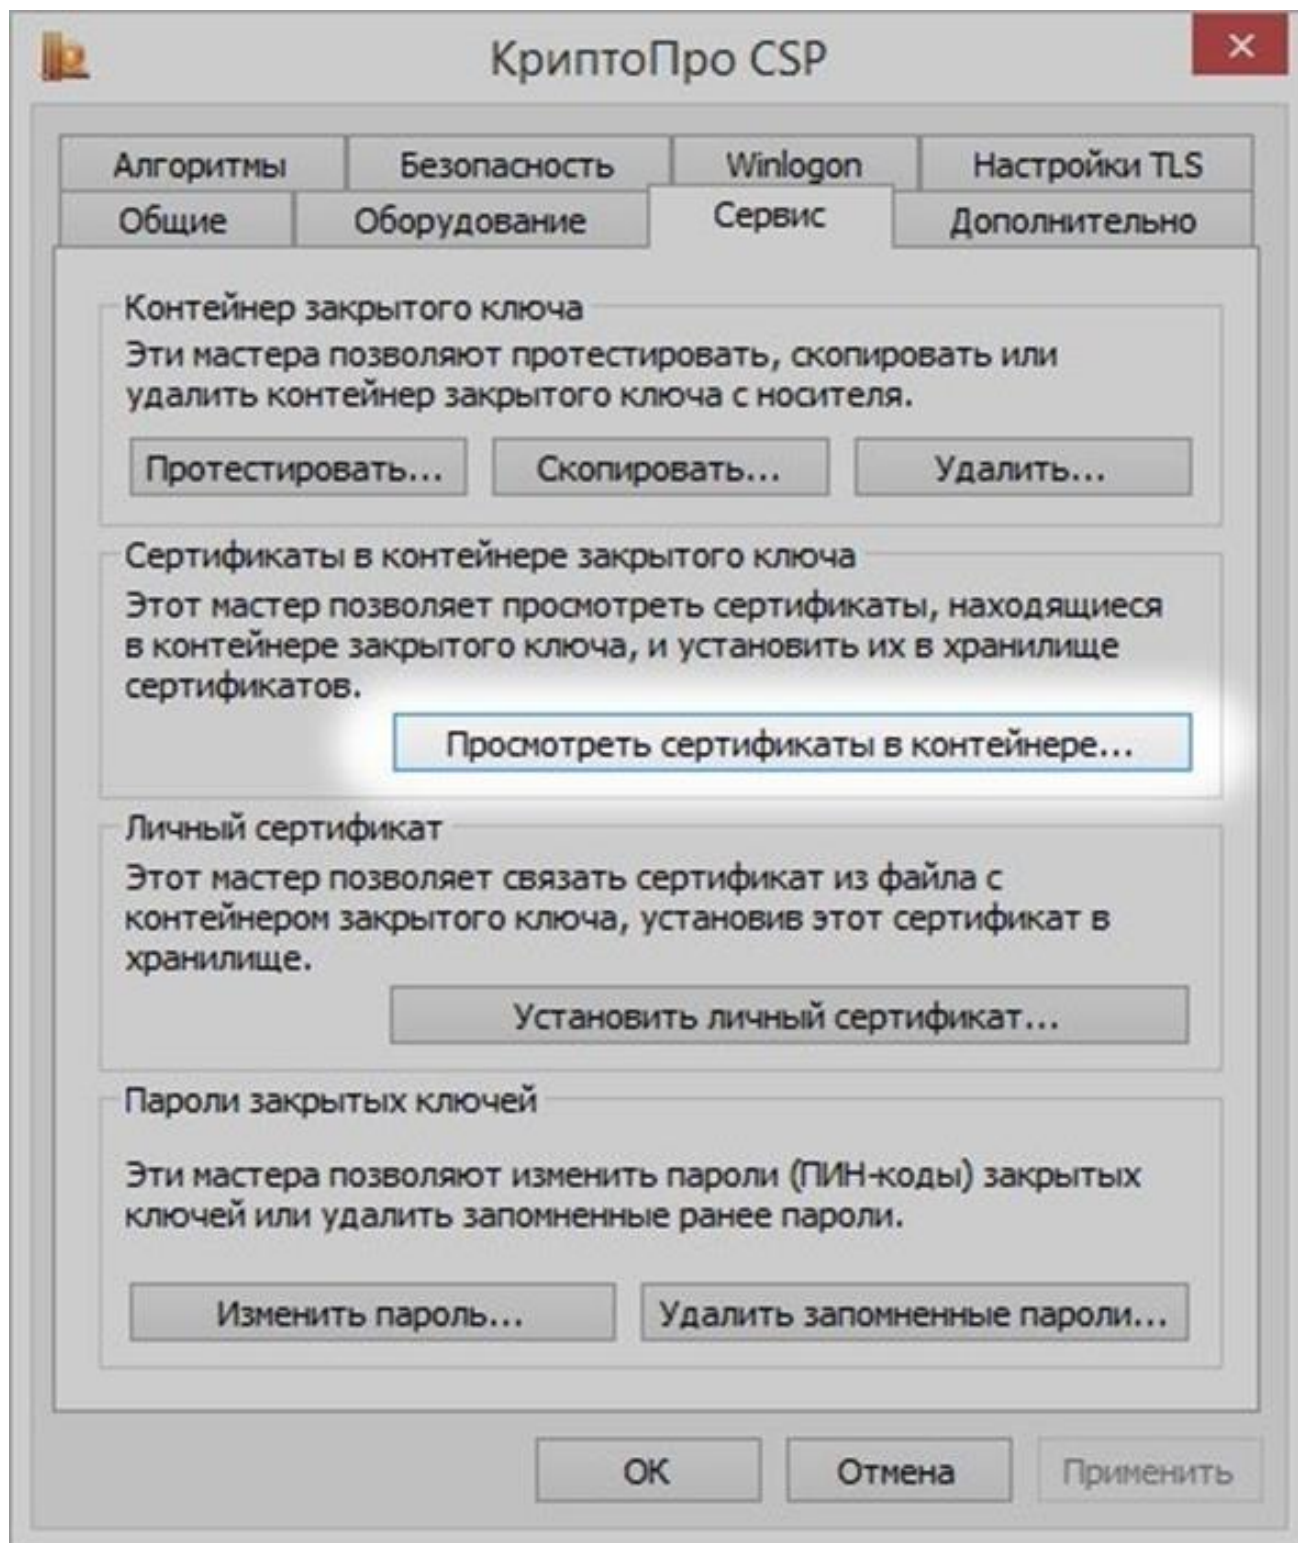 КриптоПро CSP
Алгоритмы
Безопасность
Winlogon
Настройки TLS
Общие
Оборудование
Сервис
Дополнительно
Контейнер закрытого ключа
Эти мастера позволяют протестировать, скопировать или
удалить контейнер закрытого ключа с носителя.
Протестировать...
Скопировать...
Удалить...
Сертификаты в контейнере закрытого ключа
Этот мастер позволяет просмотреть сертификаты, находящиеся
в контейнере закрытого ключа, и установить их в хранилище
сертификатов.
Просмотреть сертификаты в контейнере...
Личный сертификат
Этот мастер позволяет связать сертификат из файла с
контейнером закрытого ключа, установив этот сертификат в
хранилище.
Установить личный сертификат...
Пароли закрытых ключей
Эти мастера позволяют изменить пароли (ПИН-коды) закрытых
ключей или удалить запомненные ранее пароли.
Изменить пароль...
Удалить запомненные пароли...
ОК
Отмена
Применить